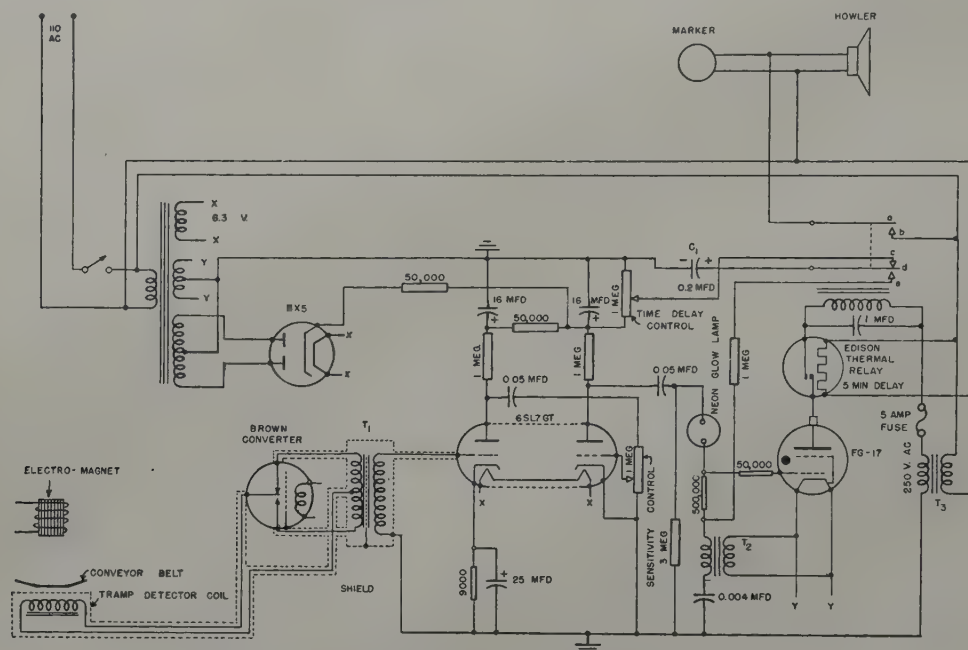 110
AC
MARKER
HOWLER
X
6.3 V.
X
Y
Y
50,000
X
X
16 MFD
50,000
16 MFD
1 MEG
TIME DELAY
CONTROL
C1
0.2 MFD
a
b
c
d
e
1 MFD
EDISON
THERMAL
RELAY
5 MIN DELAY
5 AMP
FUSE
250 V. AC
T3
1 MEG
1 MEG
0.05 MFD
0.05 MFD
NEON GLOW LAMP
1 MEG
6SL7GT
X
X
1 MEG
SENSITIVITY CONTROL
3 MEG
50,000
500,000
FG-17
T2
0.004 MFD
Y
Y
BROWN
CONVERTER
T1
SHIELD
9000
25 MFD
ELECTRO-MAGNET
CONVEYOR BELT
TRAMP DETECTOR COIL